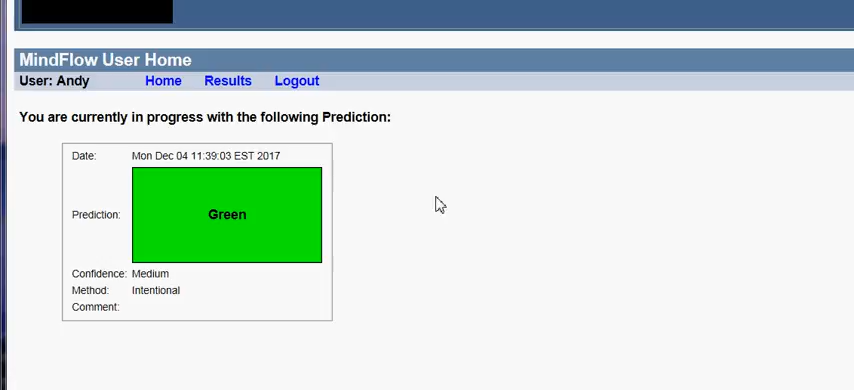 MindFlow User Home
User: Andy Home Results Logout
You are currently in progress with the following Prediction:
Date: Mon Dec 04 11:39:03 EST 2017
Prediction: Green
Confidence: Medium
Method: Intentional
Comment: